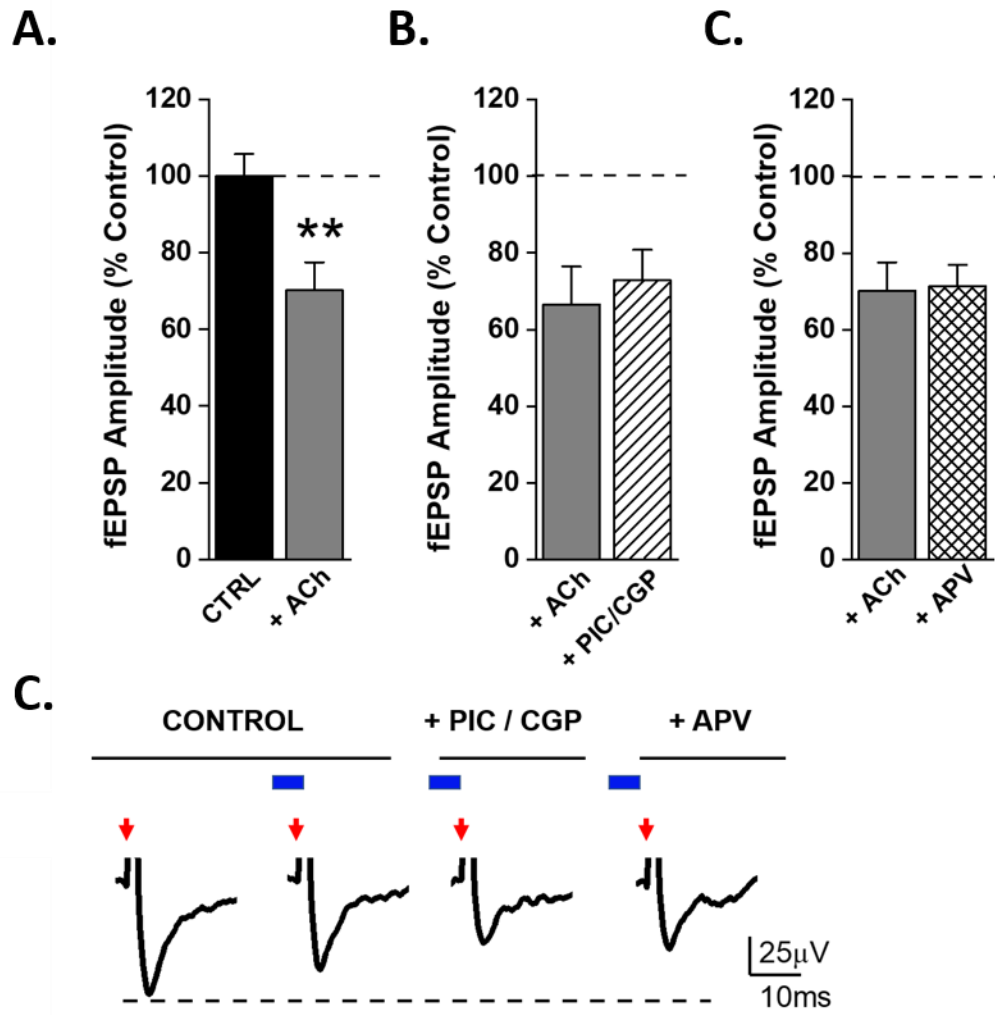 A.
B.
C.
fEPSP Amplitude (% Control)
120
100
80
60
40
20
0
**
CTRL
+ ACh
fEPSP Amplitude (% Control)
120
100
80
60
40
20
0
+ ACh
+ PIC/CGP
fEPSP Amplitude (% Control)
120
100
80
60
40
20
0
+ ACh
+ APV
C.
CONTROL
+ PIC / CGP
+ APV
25μV
10ms